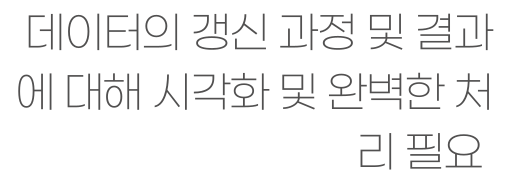 데이터의 갱신 과정 및 결과
에 대해 시각화 및 완벽한 처
리 필요